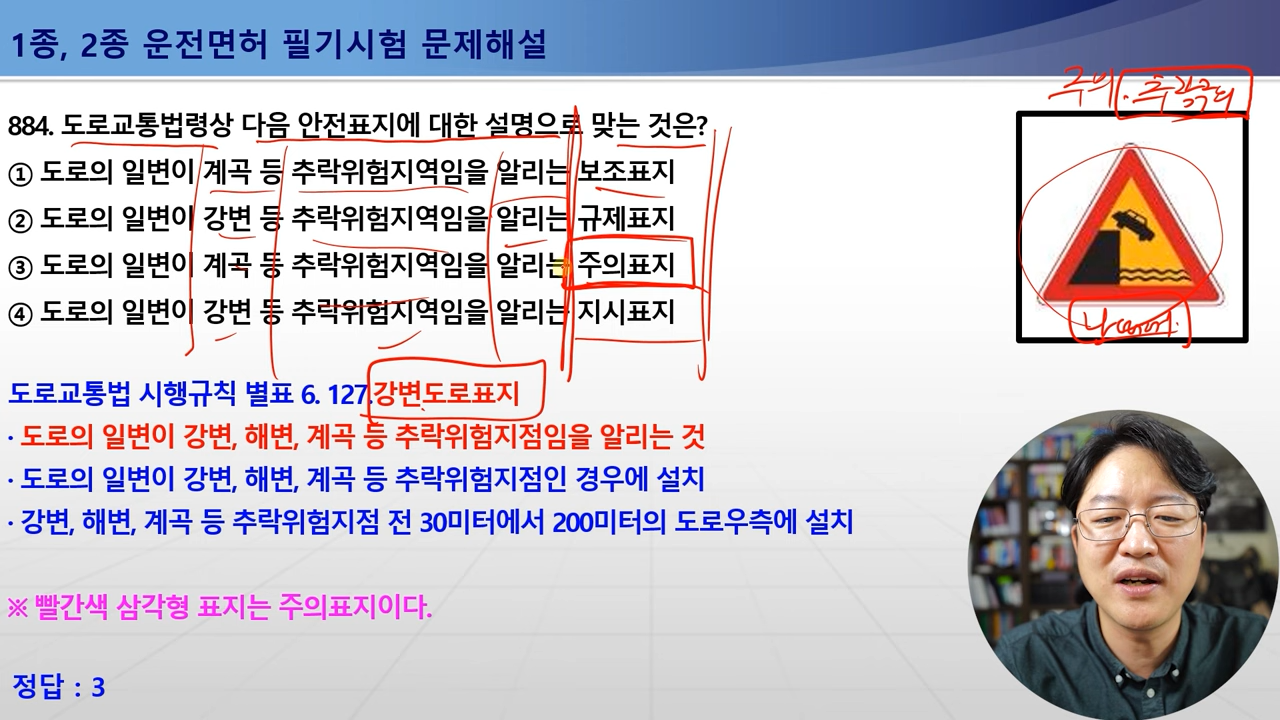 1종, 2종 운전면허 필기시험 문제해설
884. 도로교통법령상 다음 안전표지에 대한 설명으로 맞는 것은?
① 도로의 일변이 계곡 등 추락위험지역임을 알리는 보조표지
② 도로의 일변이 강변 등 추락위험지역임을 알리는 규제표지
③ 도로의 일변이 계곡 등 추락위험지역임을 알리는 주의표지
④ 도로의 일변이 강변 등 추락위험지역임을 알리는 지시표지
도로교통법 시행규칙 별표 6. 127.강변도로표지
· 도로의 일변이 강변, 해변, 계곡 등 추락위험지점임을 알리는 것
· 도로의 일변이 강변, 해변, 계곡 등 추락위험지점인 경우에 설치
· 강변, 해변, 계곡 등 추락위험지점 전 30미터에서 200미터의 도로우측에 설치
※ 빨간색 삼각형 표지는 주의표지이다.
정답 : 3